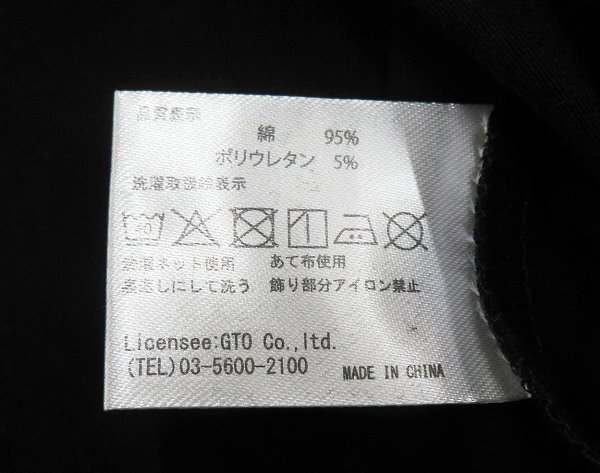 品質表示
綿 95%
ポリウレタン 5%
洗濯取扱絵表示
洗濯ネット使用 あて布使用
裏返しにして洗う 飾り部分アイロン禁止
Licensee:GTO Co.,ltd.
(TEL)03-5600-2100 MADE IN CHINA